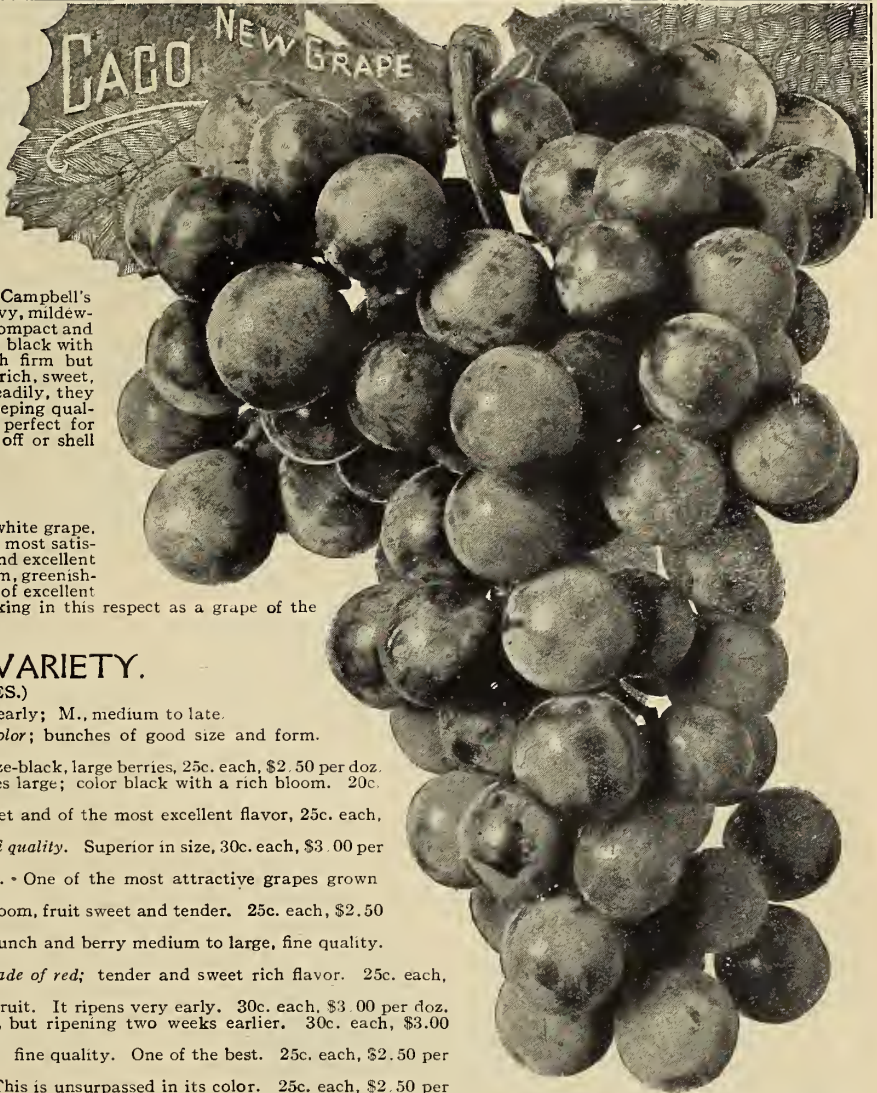 CACO
NEW GRAPE
Campbell's
vy, mildew-
ompact and
black with
h firm but
rich, sweet,
eadily, they
eping qual-
perfect for
off or shell
white grape,
most satis-
nd excellent
m, greenish-
of excellent
king in this respect as a grape of the
VARIETY.
ES.)
early; M., medium to late.
olor; bunches of good size and form.
ze-black, large berries, 25c. each, $2.50 per doz.
es large; color black with a rich bloom. 20c.
et and of the most excellent flavor, 25c. each,
quality. Superior in size, 30c. each, $3.00 per
. One of the most attractive grapes grown
oom, fruit sweet and tender. 25c. each, $2.50
unch and berry medium to large, fine quality.
ade of red; tender and sweet rich flavor. 25c. each,
ruit. It ripens very early. 30c. each, $3.00 per doz.
, but ripening two weeks earlier. 30c. each, $3.00
fine quality. One of the best. 25c. each, $2.50 per
This is unsurpassed in its color. 25c. each, $2.50 per